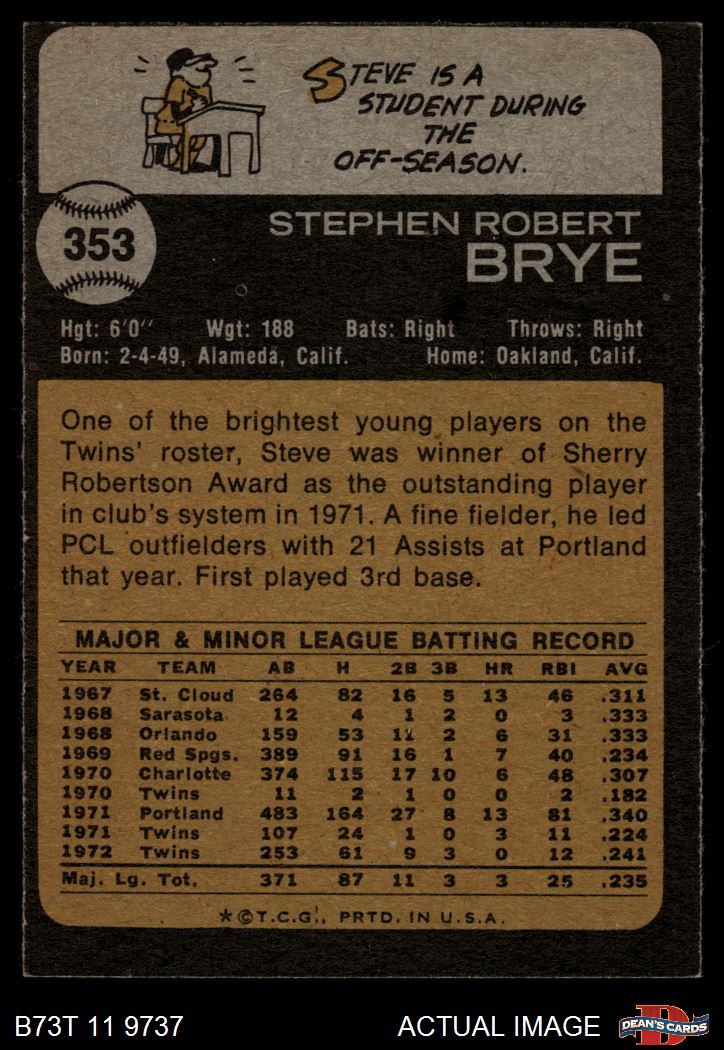 STEVE IS A
STUDENT DURING
THE
OFF-SEASON.
353
STEPHEN ROBERT
BRYE
Hgt: 6'0" Wgt: 188 Bats: Right Throws: Right
Born: 2-4-49, Alameda, Calif. Home: Oakland, Calif.
One of the brightest young players on the
Twins' roster, Steve was winner of Sherry
Robertson Award as the outstanding player
in club's system in 1971. A fine fielder, he led
PCL outfielders with 21 Assists at Portland
that year. First played 3rd base.
MAJOR & MINOR LEAGUE BATTING RECORD
YEAR TEAM AB H 2B 3B HR RBI AVG
1967 St. Cloud 264 82 16 5 13 46 .311
1968 Sarasota 12 4 1 2 0 3 .333
1968 Orlando 159 53 11 2 6 31 .333
1969 Red Spgs. 389 91 16 1 7 40 .234
1970 Charlotte 374 115 17 10 6 48 .307
1970 Twins 11 2 1 0 0 2 .182
1971 Portland 483 164 27 8 13 81 .340
1971 Twins 107 24 1 0 3 11 .224
1972 Twins 253 61 9 3 0 12 .241
Maj. Lg. Tot. 371 87 11 3 3 25 .235
*©T.C.G., PRTD. IN U.S.A.
B73T 11 9737 ACTUAL IMAGE DEAN'S CARDS